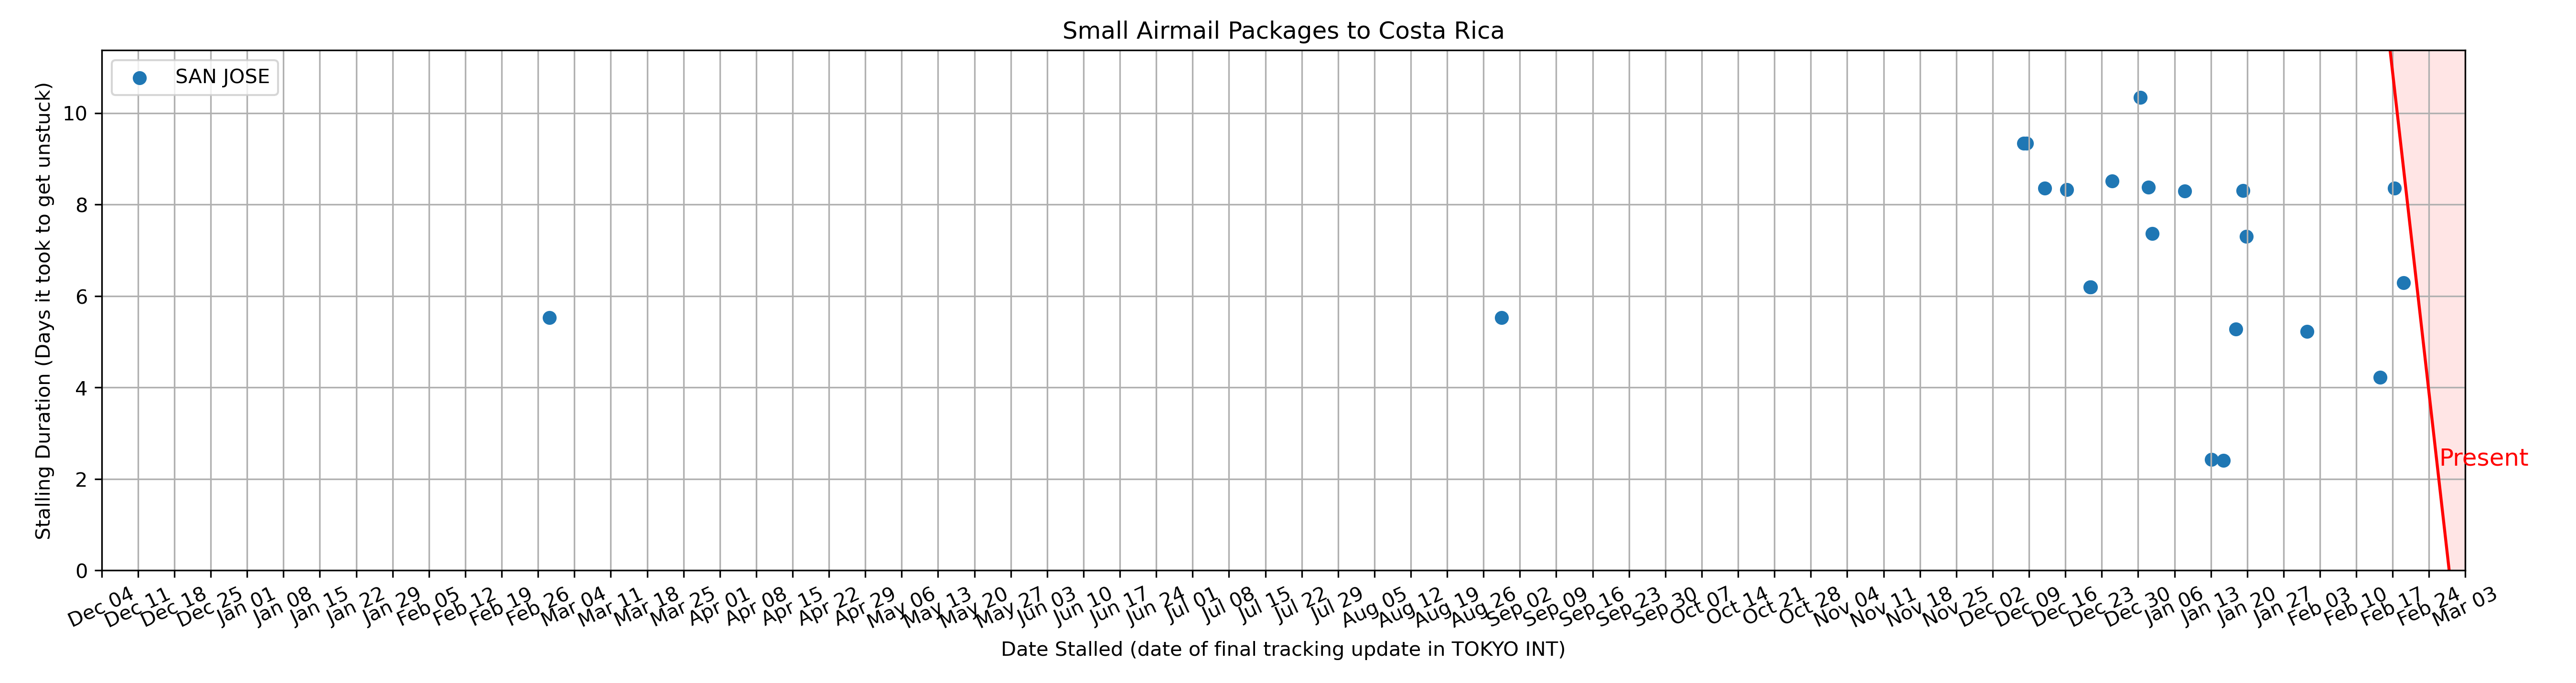 Small Airmail Packages to Costa Rica
SAN JOSE
Stalling Duration (Days it took to get unstuck)
10
8
6
4
2
0
Present
Dec 04
Dec 11
Dec 18
Dec 25
Jan 01
Jan 08
Jan 15
Jan 22
Jan 29
Feb 05
Feb 12
Feb 19
Feb 26
Mar 04
Mar 11
Mar 18
Mar 25
Apr 01
Apr 08
Apr 15
Apr 22
Apr 29
May 06
May 13
May 20
May 27
Jun 03
Jun 10
Jun 17
Jun 24
Jul 01
Jul 08
Jul 15
Jul 22
Jul 29
Aug 05
Aug 12
Aug 19
Aug 26
Sep 02
Sep 09
Sep 16
Sep 23
Sep 30
Oct 07
Oct 14
Oct 21
Oct 28
Nov 04
Nov 11
Nov 18
Nov 25
Dec 02
Dec 09
Dec 16
Dec 23
Dec 30
Jan 06
Jan 13
Jan 20
Jan 27
Feb 03
Feb 10
Feb 17
Feb 24
Mar 03
Date Stalled (date of final tracking update in TOKYO INT)